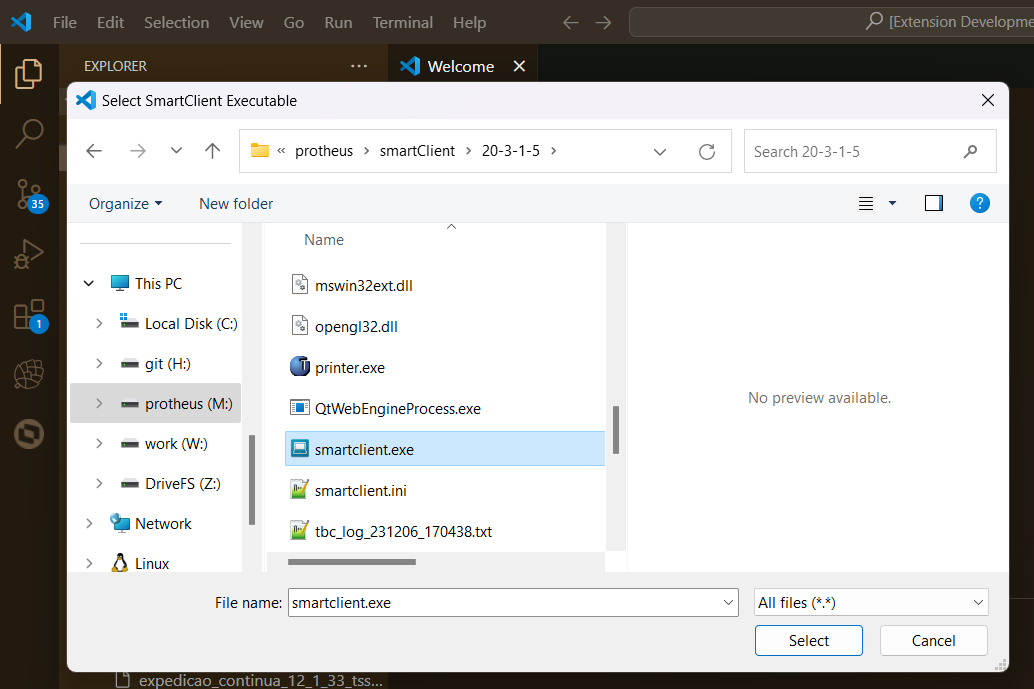 File Edit Selection View Go Run Terminal Help [Extension Developme
EXPLORER ... Welcome
Select SmartClient Executable
« protheus › smartClient › 20-3-1-5 › Search 20-3-1-5
Organize New folder ?
Name
This PC
Local Disk (C:)
git (H:)
protheus (M:)
work (W:)
DriveFS (Z:)
Network
Linux
mswin32ext.dll
opengl32.dll
printer.exe
QtWebEngineProcess.exe
smartclient.exe
smartclient.ini
tbc_log_231206_170438.txt
No preview available.
35
1
File name: smartclient.exe All files (*.*)
Select Cancel
expedicao_continua_12_1_33_tss...